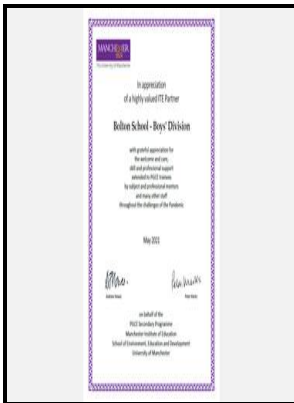 MANCHESTER
1824
The University of Manchester
In appreciation
of a highly valued ITE Partner
Bolton School - Boys' Division
with grateful appreciation for
the welcome and care,
skill and professional support
extended to PGCE trainees
by subject and professional mentors
and many other staff
throughout the challenges of the Pandemic
May 2021
on behalf of the
PGCE Secondary Programme
Manchester Institute of Education
School of Environment, Education and Development
University of Manchester